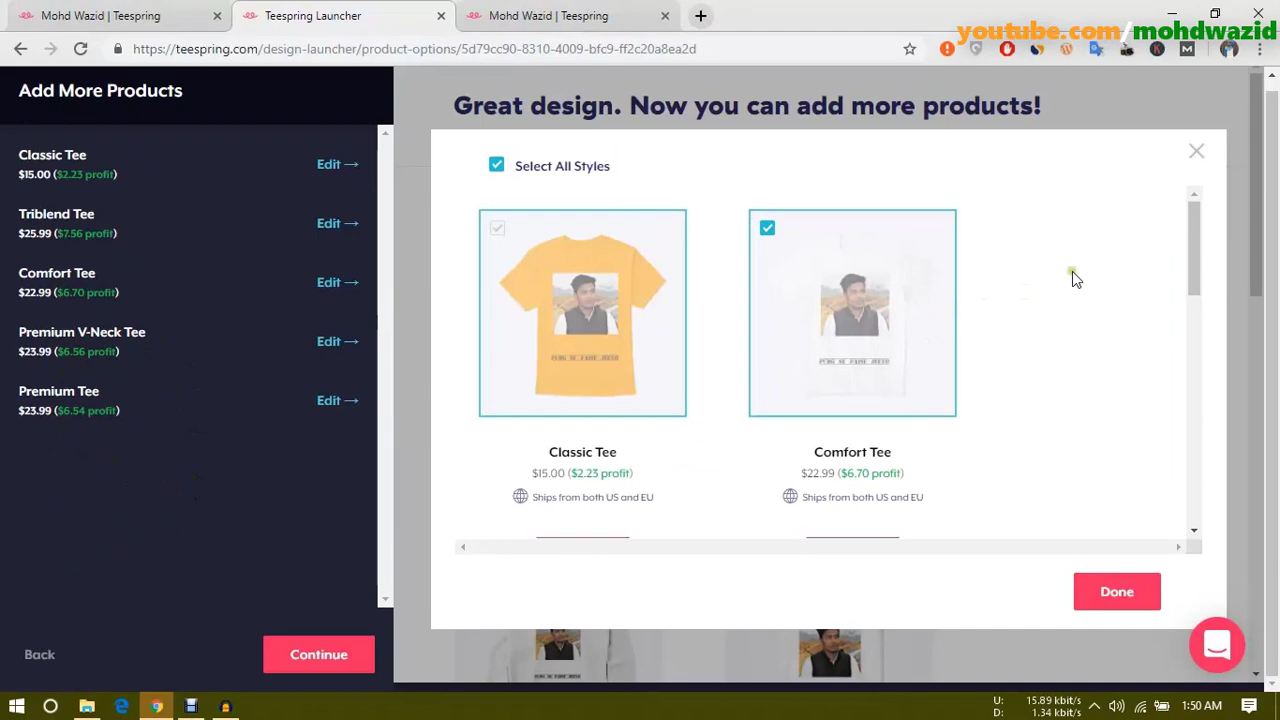 Mohd Wazid | Teespring
Teespring Launcher
Mohd Wazid | Teespring
youtube.com/mohdwazid
https://teespring.com/design-launcher/product-options/5d79cc90-8310-4009-bfc9-ff2c20a8ea2d
Add More Products
Great design. Now you can add more products!
Classic Tee
$15.00 ($2.23 profit)
Edit →
Triblend Tee
$25.99 ($7.56 profit)
Edit →
Comfort Tee
$22.99 ($6.70 profit)
Edit →
Premium V-Neck Tee
$23.99 ($6.56 profit)
Edit →
Premium Tee
$23.99 ($6.54 profit)
Edit →
Back
Continue
Select All Styles
Classic Tee
$15.00 ($2.23 profit)
Ships from both US and EU
Comfort Tee
$22.99 ($6.70 profit)
Ships from both US and EU
Done
U: 15.89 kbit/s
D: 1.34 kbit/s
1:50 AM